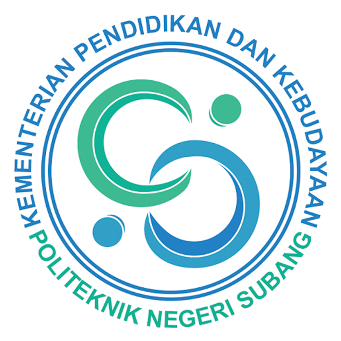 KEMENTERIAN PENDIDIKAN DAN KEBUDAYAAN
POLITEKNIK NEGERI SUBANG